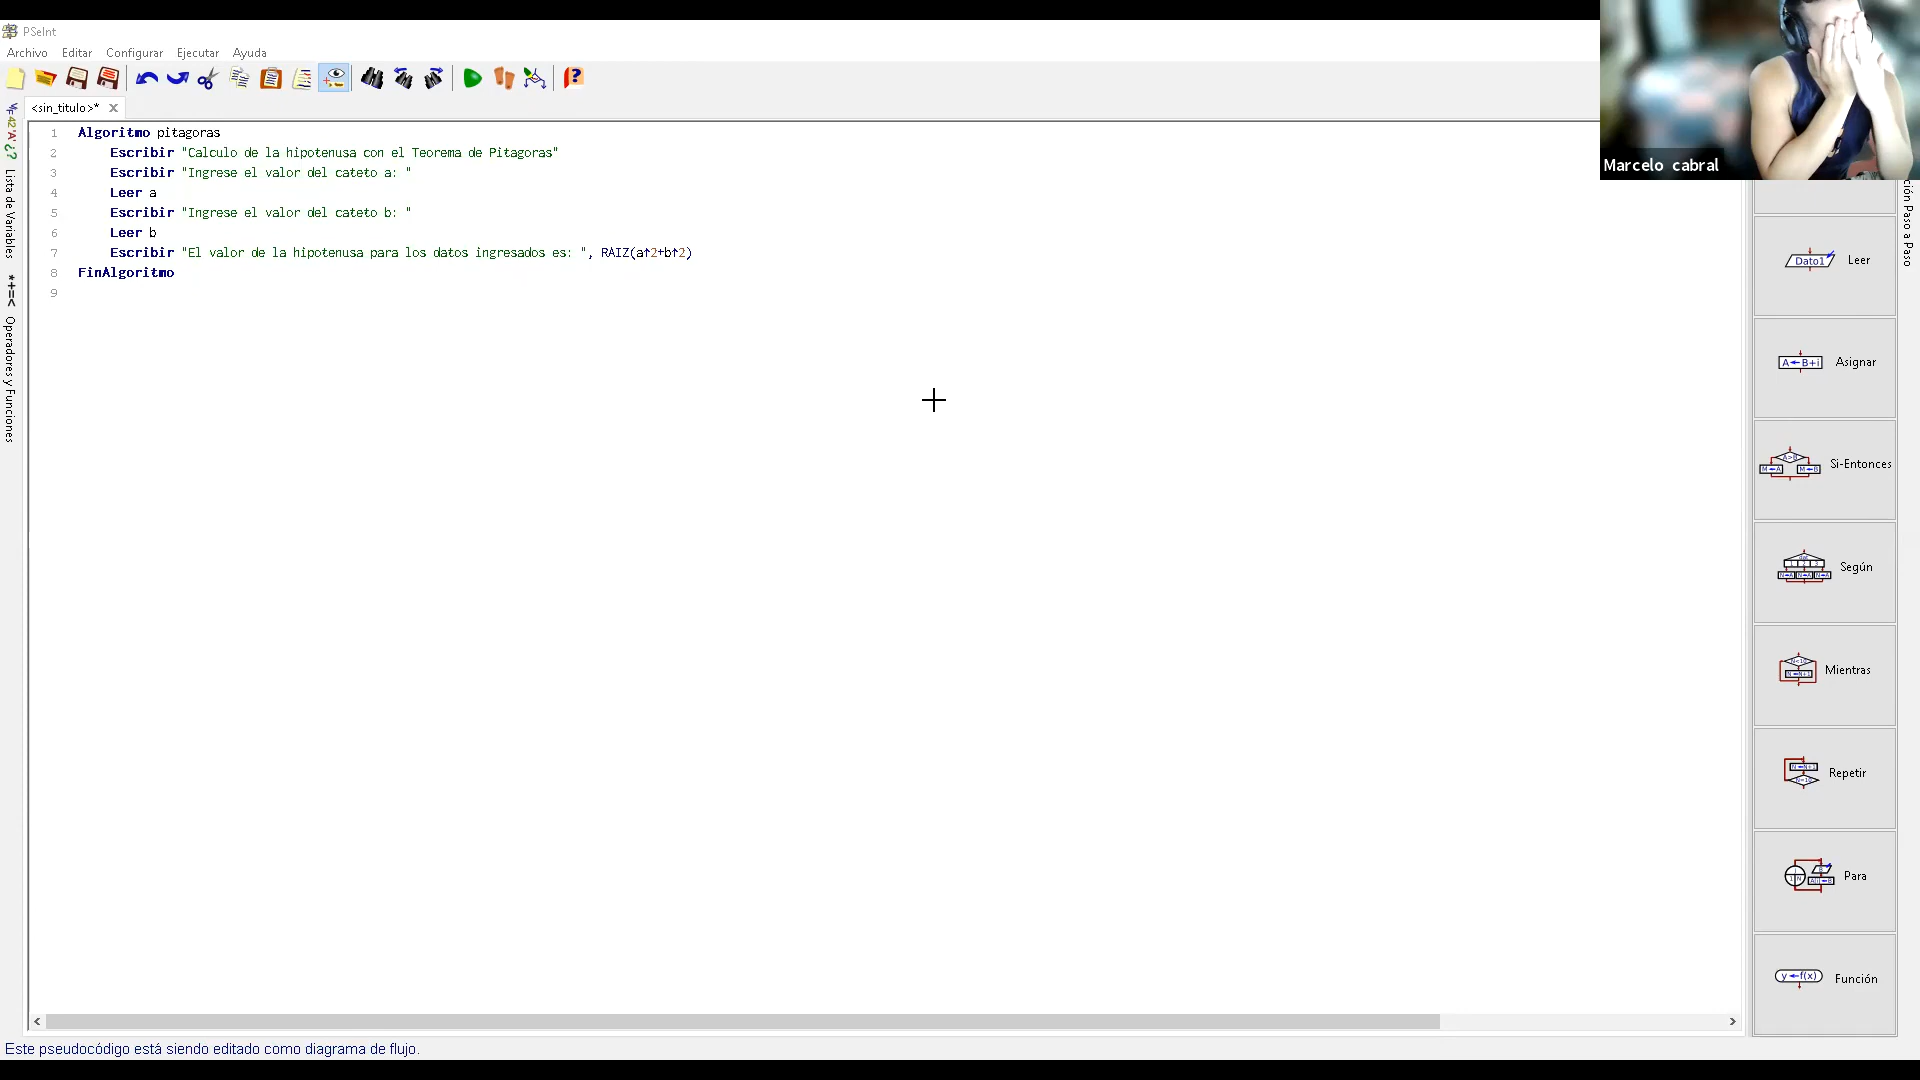 PSeInt
Archivo Editar Configurar Ejecutar Ayuda
<sin_titulo>*
1 Algoritmo pitagoras
2 Escribir "Calculo de la hipotenusa con el Teorema de Pitagoras"
3 Escribir "Ingrese el valor del cateto a: "
4 Leer a
5 Escribir "Ingrese el valor del cateto b: "
6 Leer b
7 Escribir "El valor de la hipotenusa para los datos ingresados es: ", RAIZ(a↑2+b↑2)
8 FinAlgoritmo
9
Lista de Variables
*+=< Operadores y Funciones
Marcelo cabral
Paso a Paso
Dato1 Leer
A←B+i Asignar
Si-Entonces
Según
Mientras
Repetir
Para
y←f(x) Función
Este pseudocódigo está siendo editado como diagrama de flujo.